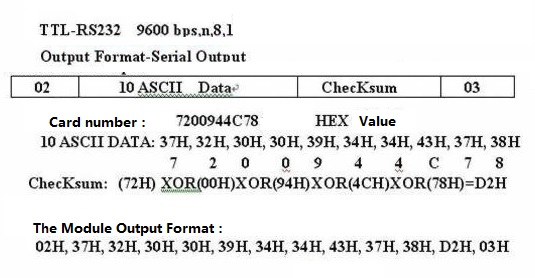 TTL-RS232 9600 bps,n,8,1
Output Format-Serial Output
02 10 ASCII Data ChecKsum 03
Card number : 7200944C78 HEX Value
10 ASCII DATA: 37H, 32H, 30H, 30H, 39H, 34H, 34H, 43H, 37H, 38H
7 2 0 0 9 4 4 C 7 8
ChecKsum: (72H) XOR(00H)XOR(94H)XOR(4CH)XOR(78H)=D2H
The Module Output Format :
02H, 37H, 32H, 30H, 30H, 39H, 34H, 34H, 43H, 37H, 38H, D2H, 03H